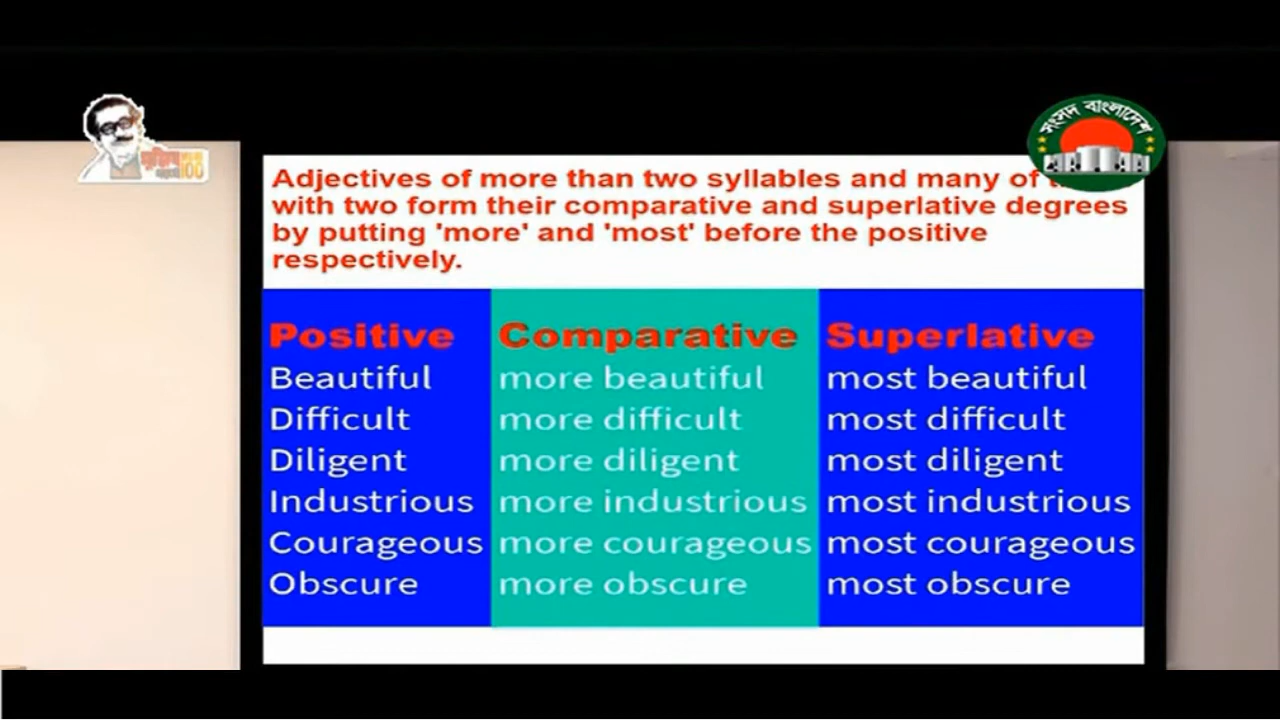 সংসদ বাংলাদেশ
Adjectives of more than two syllables and many of
with two form their comparative and superlative degrees
by putting 'more' and 'most' before the positive
respectively.
Positive Comparative Superlative
Beautiful more beautiful most beautiful
Difficult more difficult most difficult
Diligent more diligent most diligent
Industrious more industrious most industrious
Courageous more courageous most courageous
Obscure more obscure most obscure